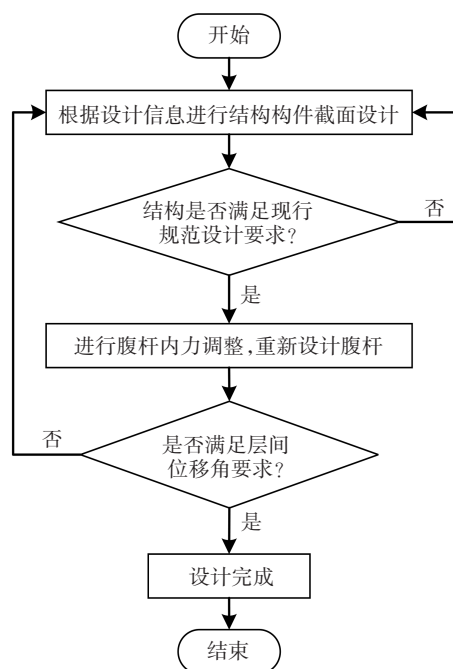 开始
根据设计信息进行结构构件截面设计
结构是否满足现行
规范设计要求?
否
是
进行腹杆内力调整,重新设计腹杆
否
是否满足层间
位移角要求?
是
设计完成
结束